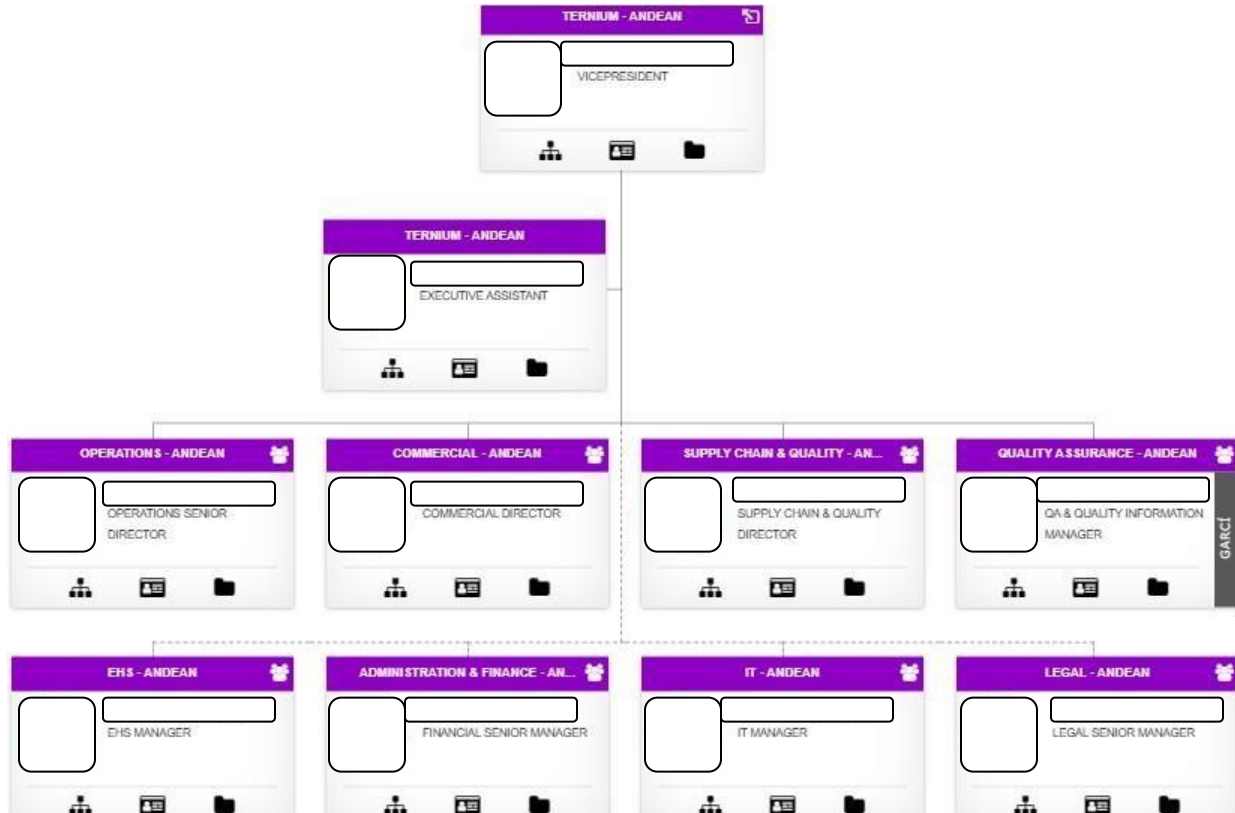 TERNIUM - ANDEAN
VICEPRESIDENT
TERNIUM - ANDEAN
EXECUTIVE ASSISTANT
OPERATIONS - ANDEAN
OPERATIONS SENIOR
DIRECTOR
COMMERCIAL - ANDEAN
COMMERCIAL DIRECTOR
SUPPLY CHAIN & QUALITY - AN...
SUPPLY CHAIN & QUALITY
DIRECTOR
QUALITY ASSURANCE - ANDEAN
QA & QUALITY INFORMATION
MANAGER
GARCÍ
EHS - ANDEAN
EHS MANAGER
ADMINISTRATION & FINANCE - AN...
FINANCIAL SENIOR MANAGER
IT - ANDEAN
IT MANAGER
LEGAL - ANDEAN
LEGAL SENIOR MANAGER